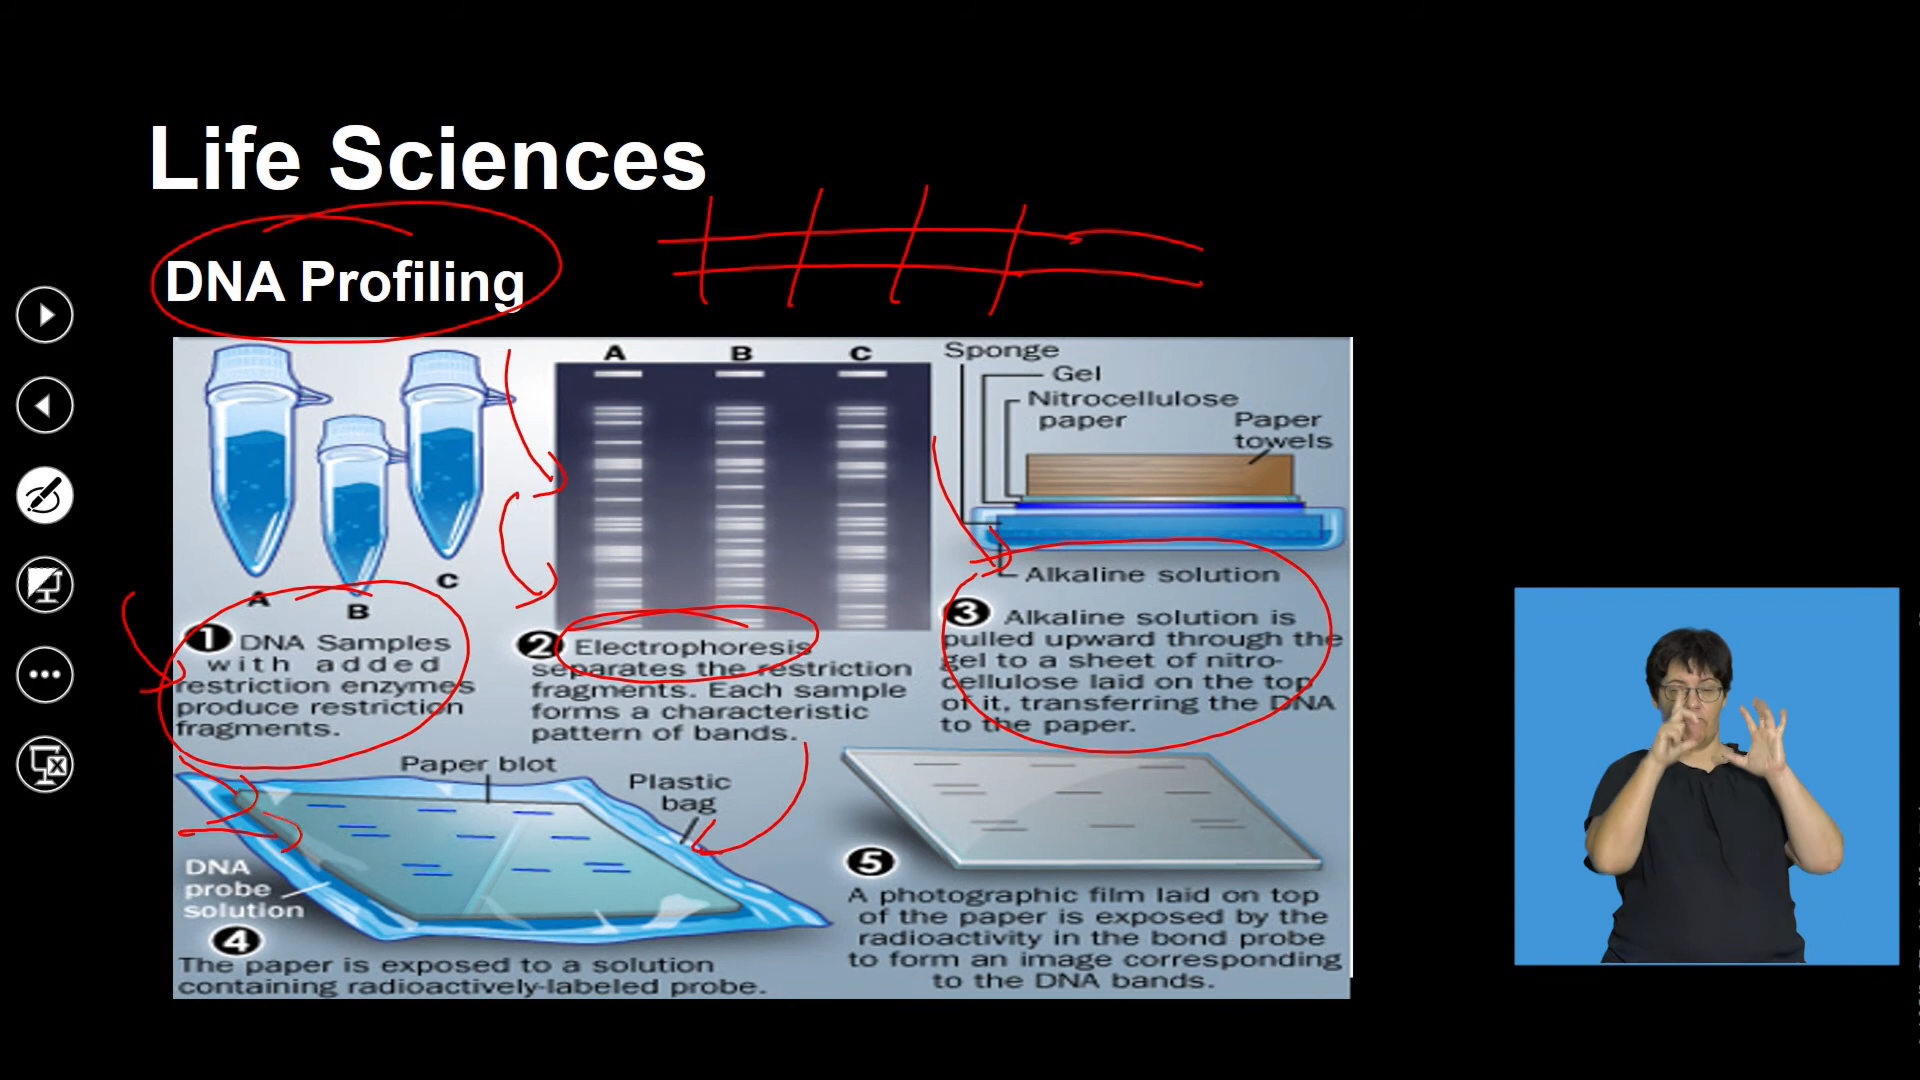 Life Sciences
DNA Profiling
A
B
C
1 DNA Samples
with added
restriction enzymes
produce restriction
fragments.
A B C
2 Electrophoresis
separates the restriction
fragments. Each sample
forms a characteristic
pattern of bands.
Sponge
Gel
Nitrocellulose
paper
Paper
towels
Alkaline solution
3 Alkaline solution is
pulled upward through the
gel to a sheet of nitro-
cellulose laid on the top
of it, transferring the DNA
to the paper.
Paper blot
Plastic
bag
DNA
probe
solution
4
The paper is exposed to a solution
containing radioactively-labeled probe.
5
A photographic film laid on top
of the paper is exposed by the
radioactivity in the bond probe
to form an image corresponding
to the DNA bands.